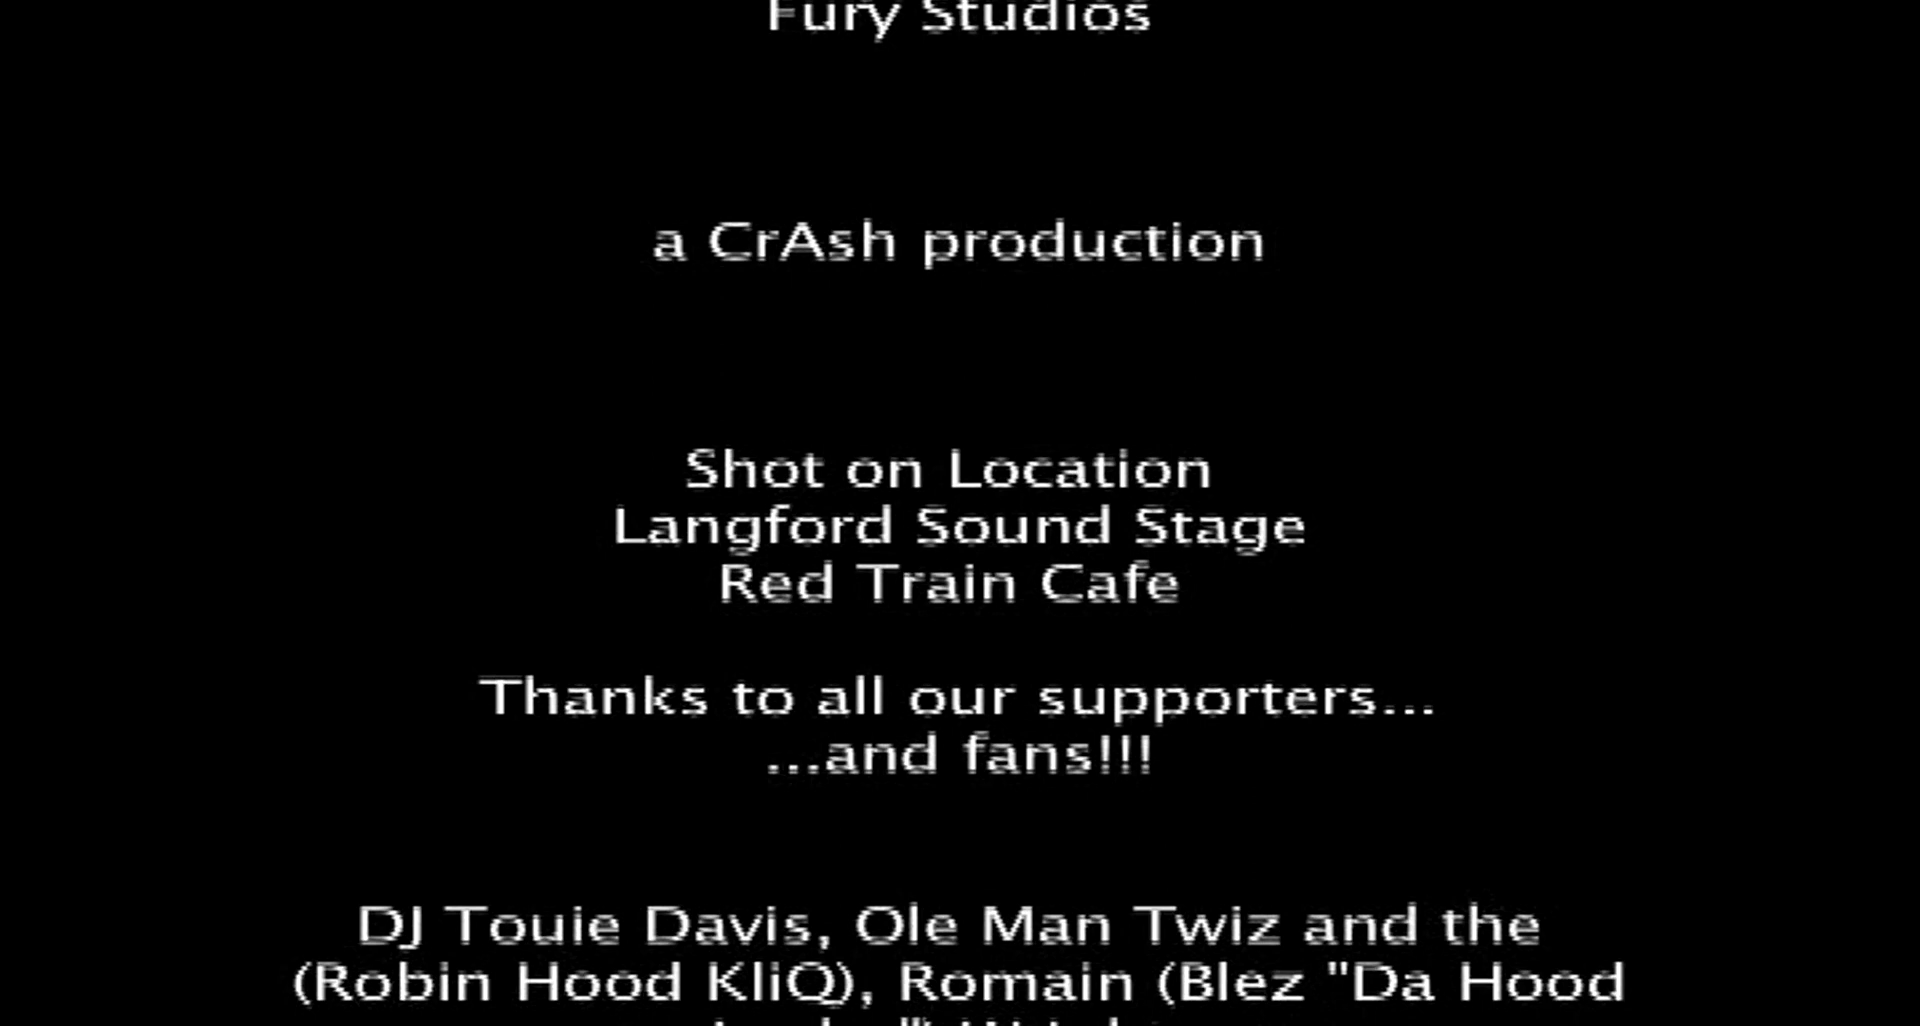 Fury Studios
a CrAsh production
Shot on Location
Langford Sound Stage
Red Train Cafe
Thanks to all our supporters...
...and fans!!!
DJ Touie Davis, Ole Man Twiz and the
(Robin Hood KliQ), Romain (Blez "Da Hood